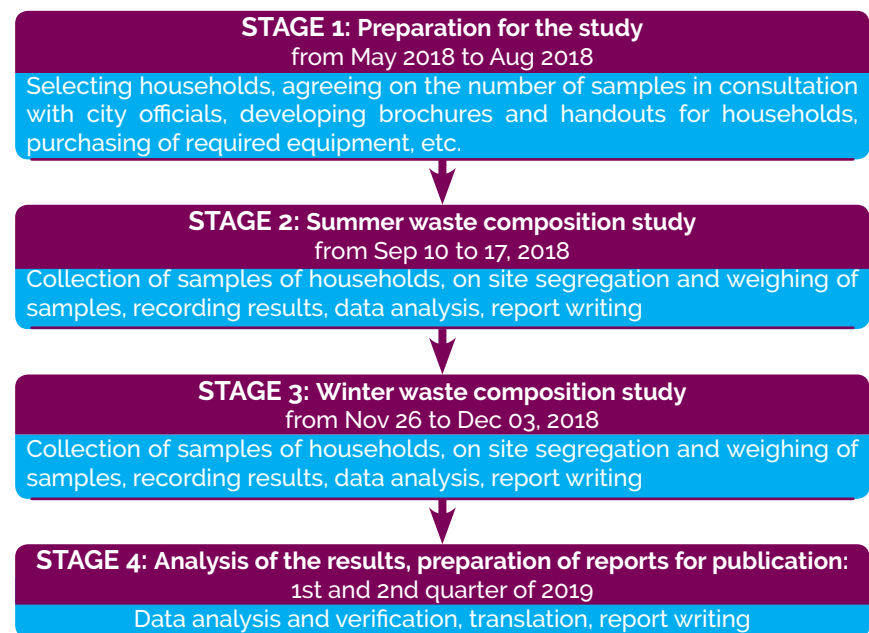 STAGE 1: Preparation for the study
from May 2018 to Aug 2018
Selecting households, agreeing on the number of samples in consultation
with city officials, developing brochures and handouts for households,
purchasing of required equipment, etc.
STAGE 2: Summer waste composition study
from Sep 10 to 17, 2018
Collection of samples of households, on site segregation and weighing of
samples, recording results, data analysis, report writing
STAGE 3: Winter waste composition study
from Nov 26 to Dec 03, 2018
Collection of samples of households, on site segregation and weighing of
samples, recording results, data analysis, report writing
STAGE 4: Analysis of the results, preparation of reports for publication:
1st and 2nd quarter of 2019
Data analysis and verification, translation, report writing